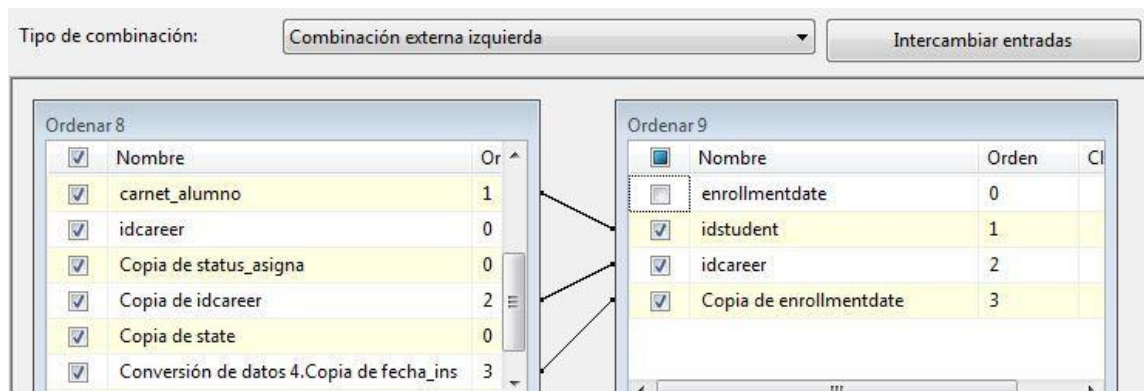 Tipo de combinación: Combinación externa izquierda Intercambiar entradas
Ordenar 8 Ordenar 9
Nombre Or Nombre Orden Cl
carnet_alumno 1 enrollmentdate 0
idcareer 0 idstudent 1
Copia de status_asigna 0 idcareer 2
Copia de idcareer 2 Copia de enrollmentdate 3
Copia de state 0
Conversión de datos 4.Copia de fecha_ins 3